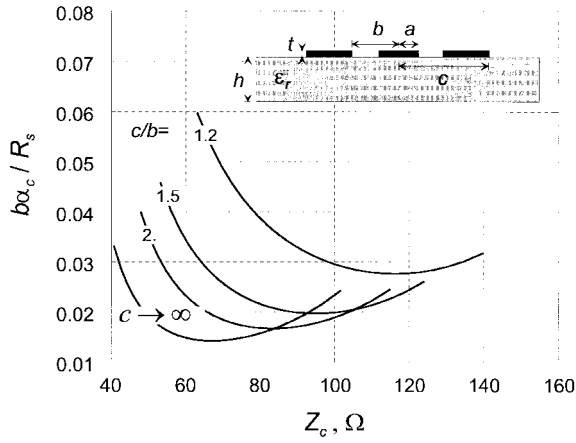 0.08
0.07
0.06
0.05
0.04
0.03
0.02
0.01
bα_c / R_s
t
b
a
h
ε_r
c
c/b=
1.2
1.5
2.
c → ∞
40
60
80
100
120
140
160
Z_c, Ω